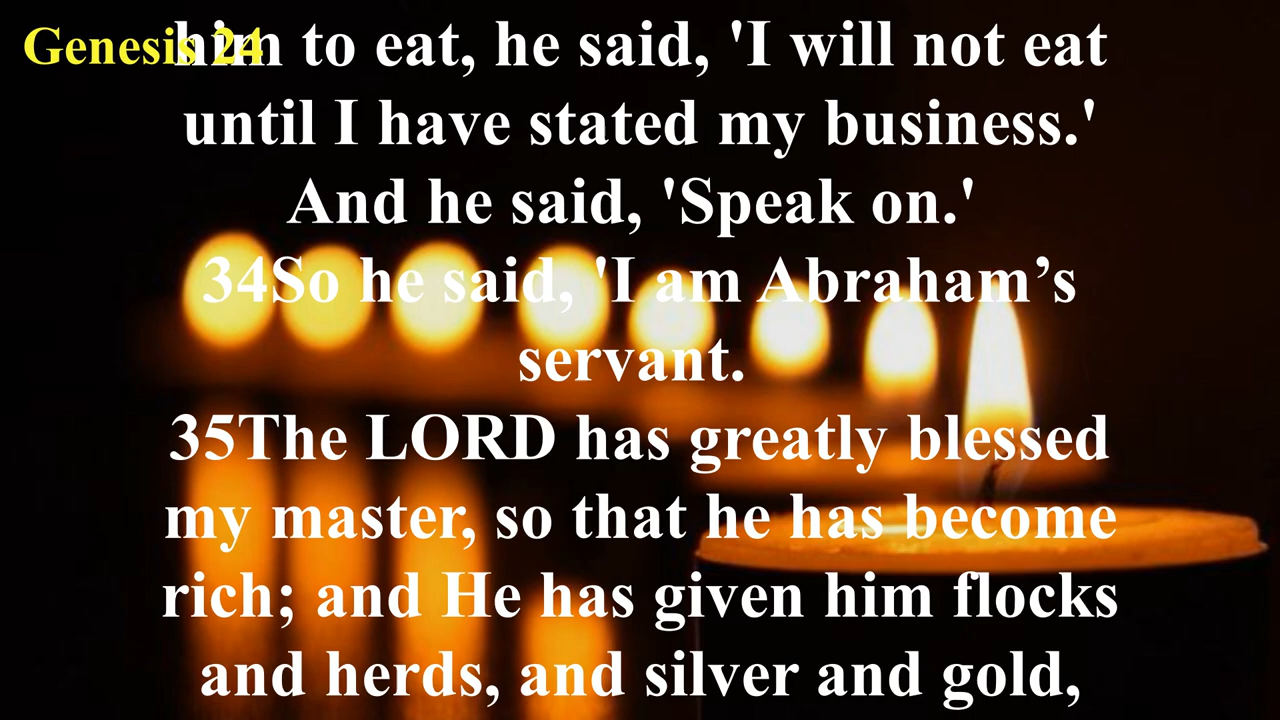 Genesis 24
him to eat, he said, 'I will not eat
until I have stated my business.'
And he said, 'Speak on.'
34So he said, 'I am Abraham’s
servant.
35The LORD has greatly blessed
my master, so that he has become
rich; and He has given him flocks
and herds, and silver and gold,